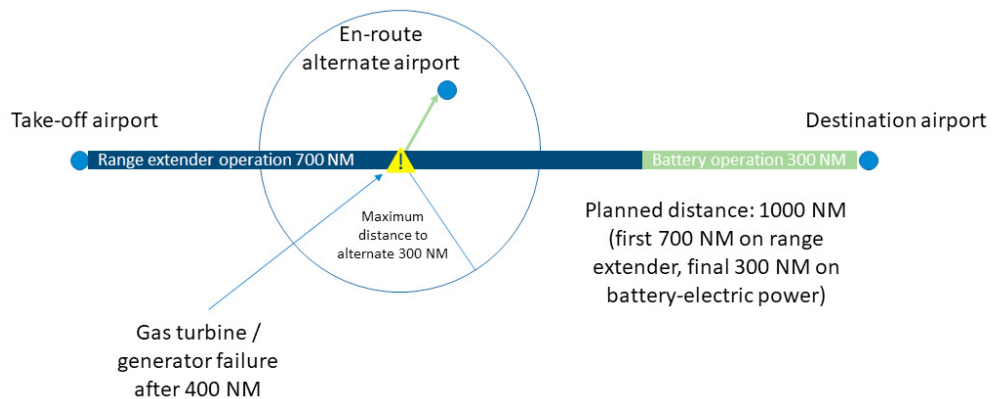 En-route
alternate airport
Take-off airport
Destination airport
Range extender operation 700 NM
!
Battery operation 300 NM
Maximum
distance to
alternate 300 NM
Planned distance: 1000 NM
(first 700 NM on range
extender, final 300 NM on
battery-electric power)
Gas turbine /
generator failure
after 400 NM